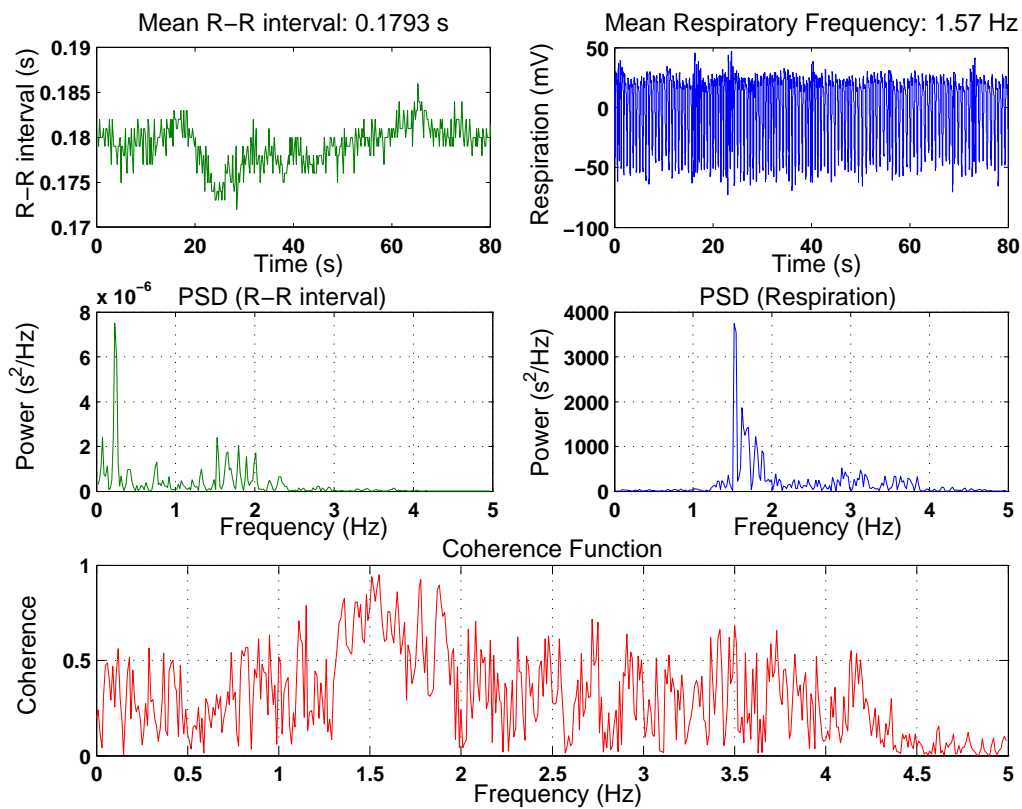 Mean R−R interval: 0.1793 s
R−R interval (s)
0.19
0.185
0.18
0.175
0.17
0 20 40 60 80
Time (s)
Mean Respiratory Frequency: 1.57 Hz
Respiration (mV)
50
0
−50
−100
0 20 40 60 80
Time (s)
x 10^-6
PSD (R−R interval)
Power (s^2/Hz)
8
6
4
2
0
0 1 2 3 4 5
Frequency (Hz)
PSD (Respiration)
Power (s^2/Hz)
4000
3000
2000
1000
0
0 1 2 3 4 5
Frequency (Hz)
Coherence Function
Coherence
1
0.5
0
0 0.5 1 1.5 2 2.5 3 3.5 4 4.5 5
Frequency (Hz)